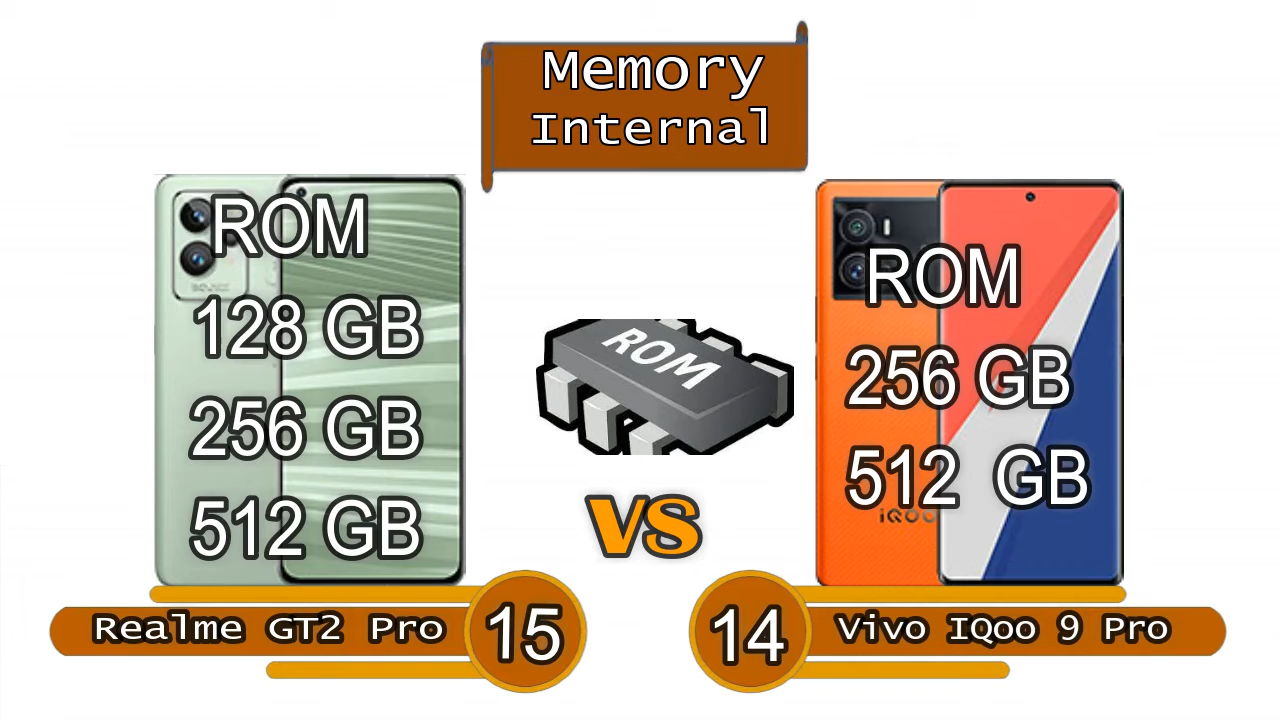 Memory
Internal
ROM
128 GB
256 GB
512 GB
ROM
VS
ROM
256 GB
512 GB
iQOO
Realme GT2 Pro
15
14
Vivo IQoo 9 Pro